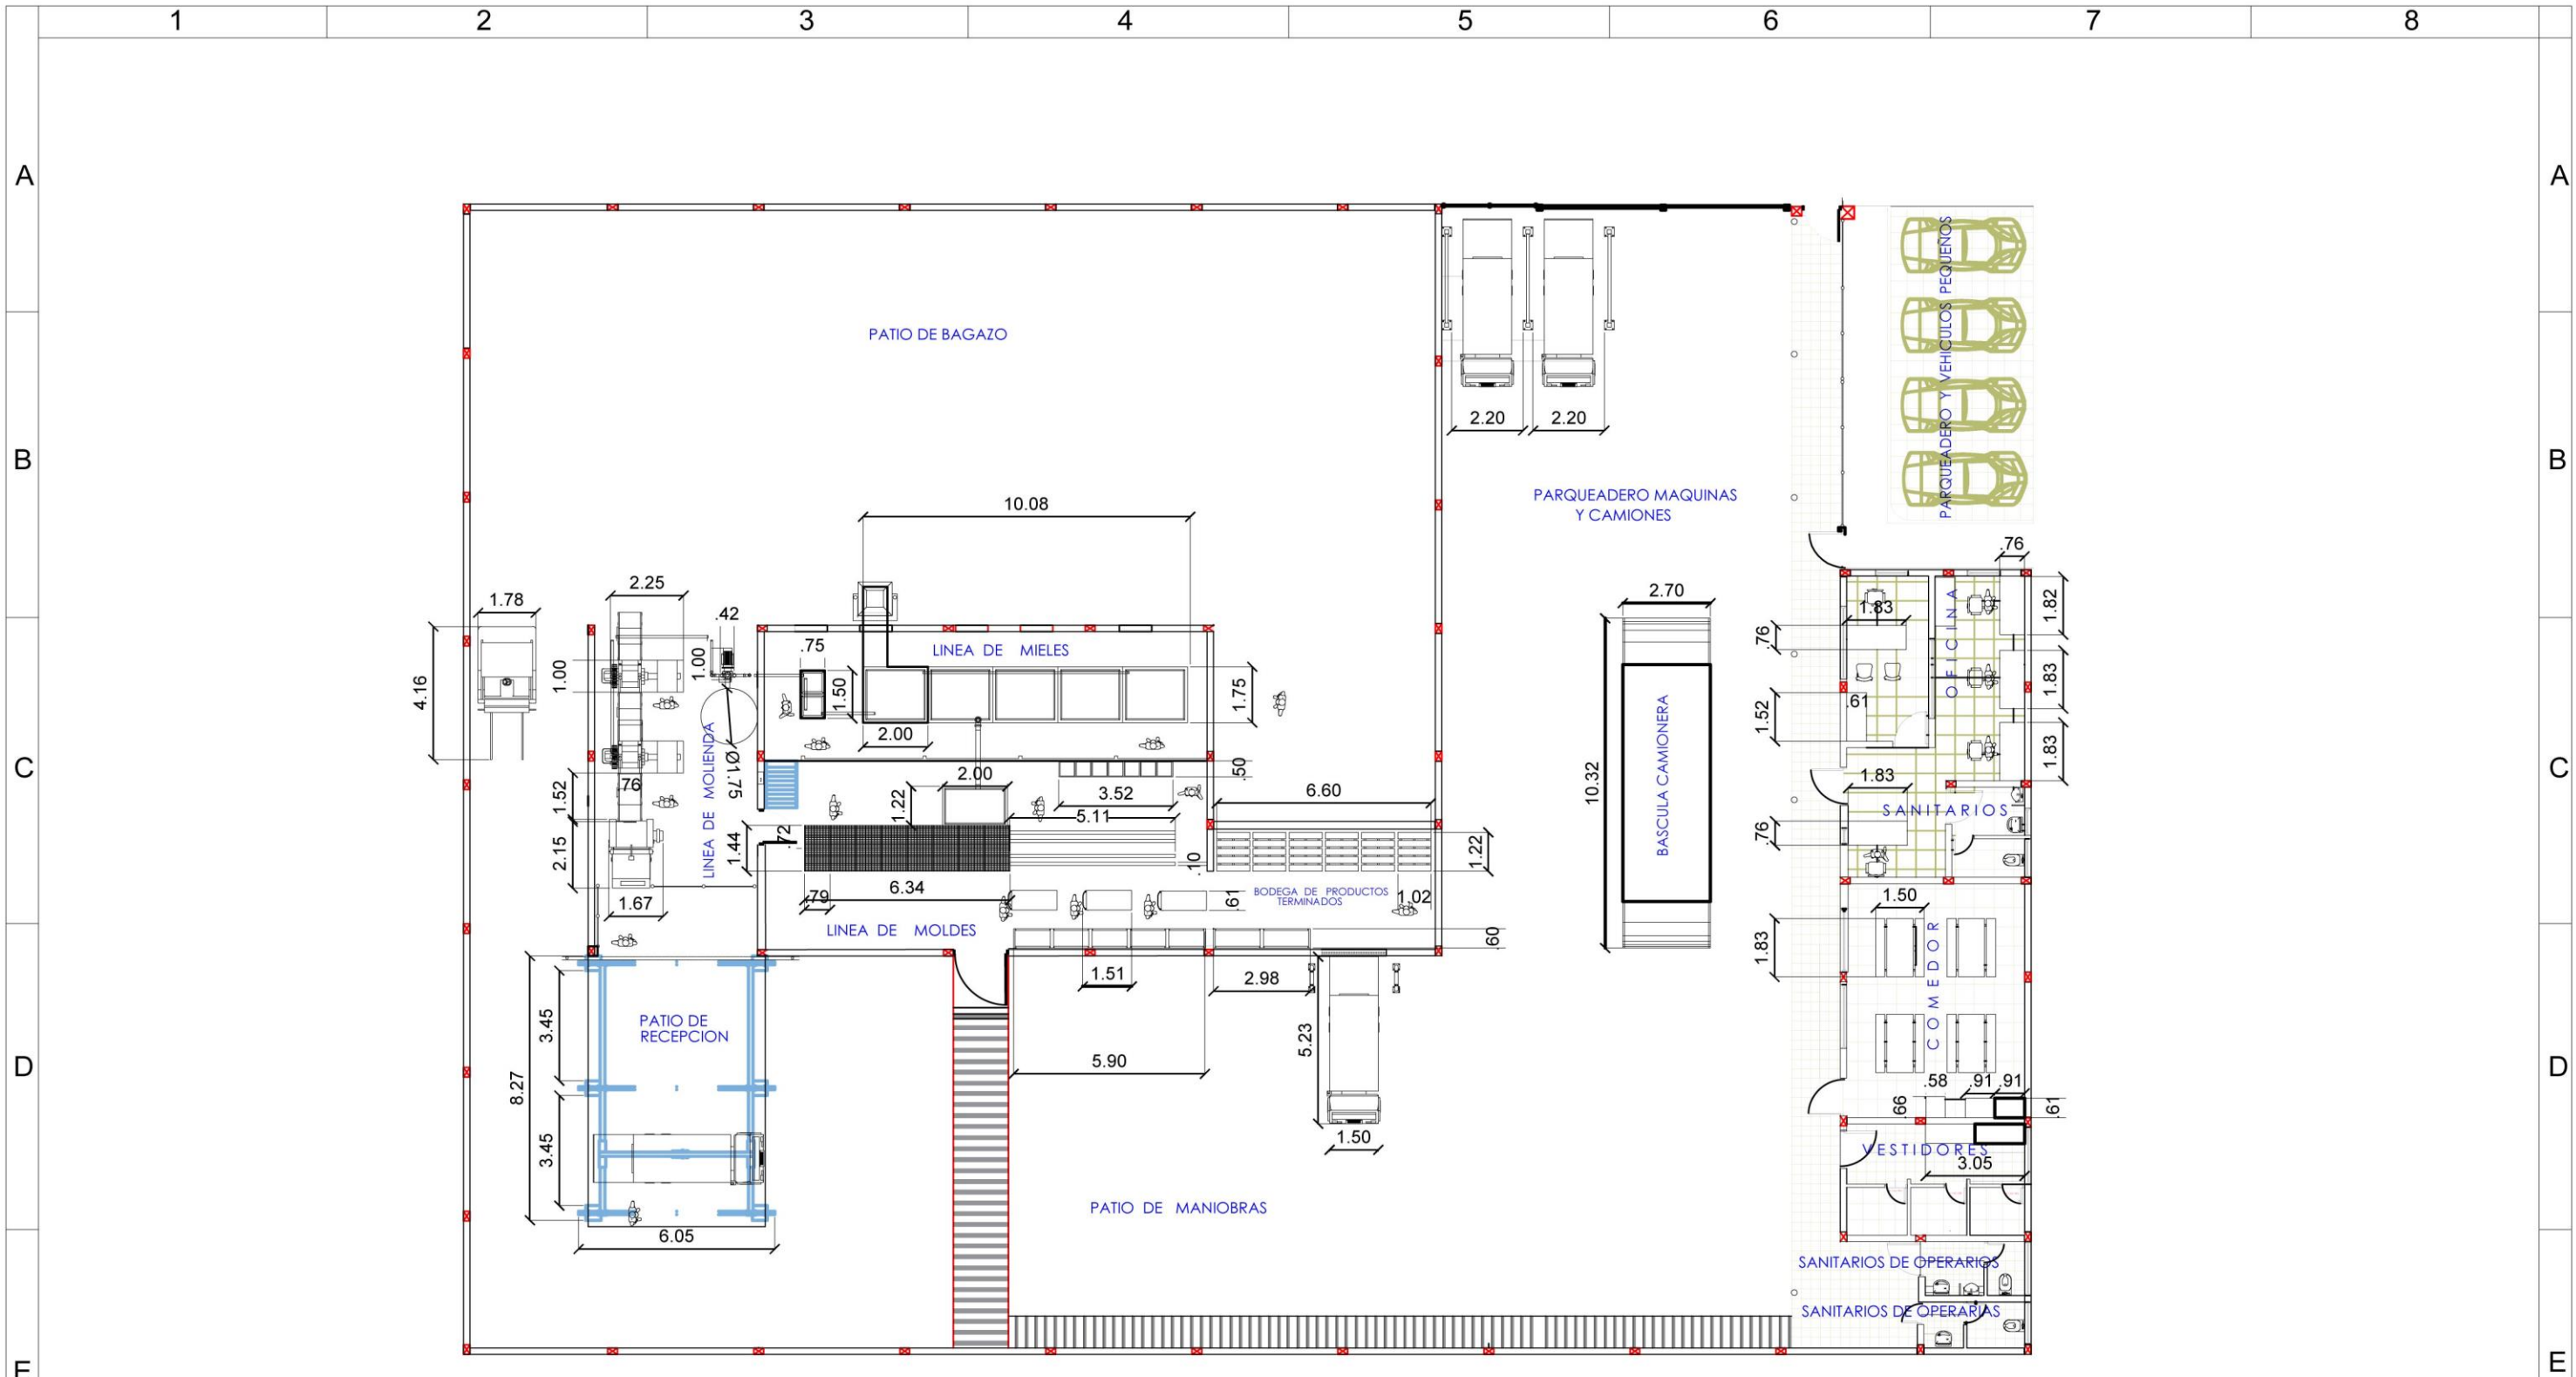 1 2 3 4 5 6 7 8
A A
PATIO DE BAGAZO
PARQUEADERO Y VEHICULOS PEQUEÑOS
B B
2.20 2.20
PARQUEADERO MAQUINAS
Y CAMIONES
10.08
.76
1.78
2.25
.42
2.70
1.83
1.82
.76
OFICINA
4.16
1.00
1.00
.75
LINEA DE MIELES
1.50
1.75
2.00
1.83
.61
1.52
C C
LINEA DE MOLIENDA
Ø1.75
.50
BASCULA CAMIONERA
10.32
1.83
1.83
76
1.52
2.00
1.22
3.52
6.60
5.11
SANITARIOS
.76
2.15
1.44
.72
.10
1.22
1.67
.79
6.34
.61
BODEGA DE PRODUCTOS
TERMINADOS
1.02
1.50
LINEA DE MOLDES
.60
1.83
COMEDOR
1.51
2.98
PATIO DE
RECEPCION
3.45
8.27
5.23
5.90
D D
.58 .91 .91
.66
.61
3.45
1.50
VESTIDORES
3.05
PATIO DE MANIOBRAS
6.05
SANITARIOS DE OPERARIOS
SANITARIOS DE OPERARIAS
E E